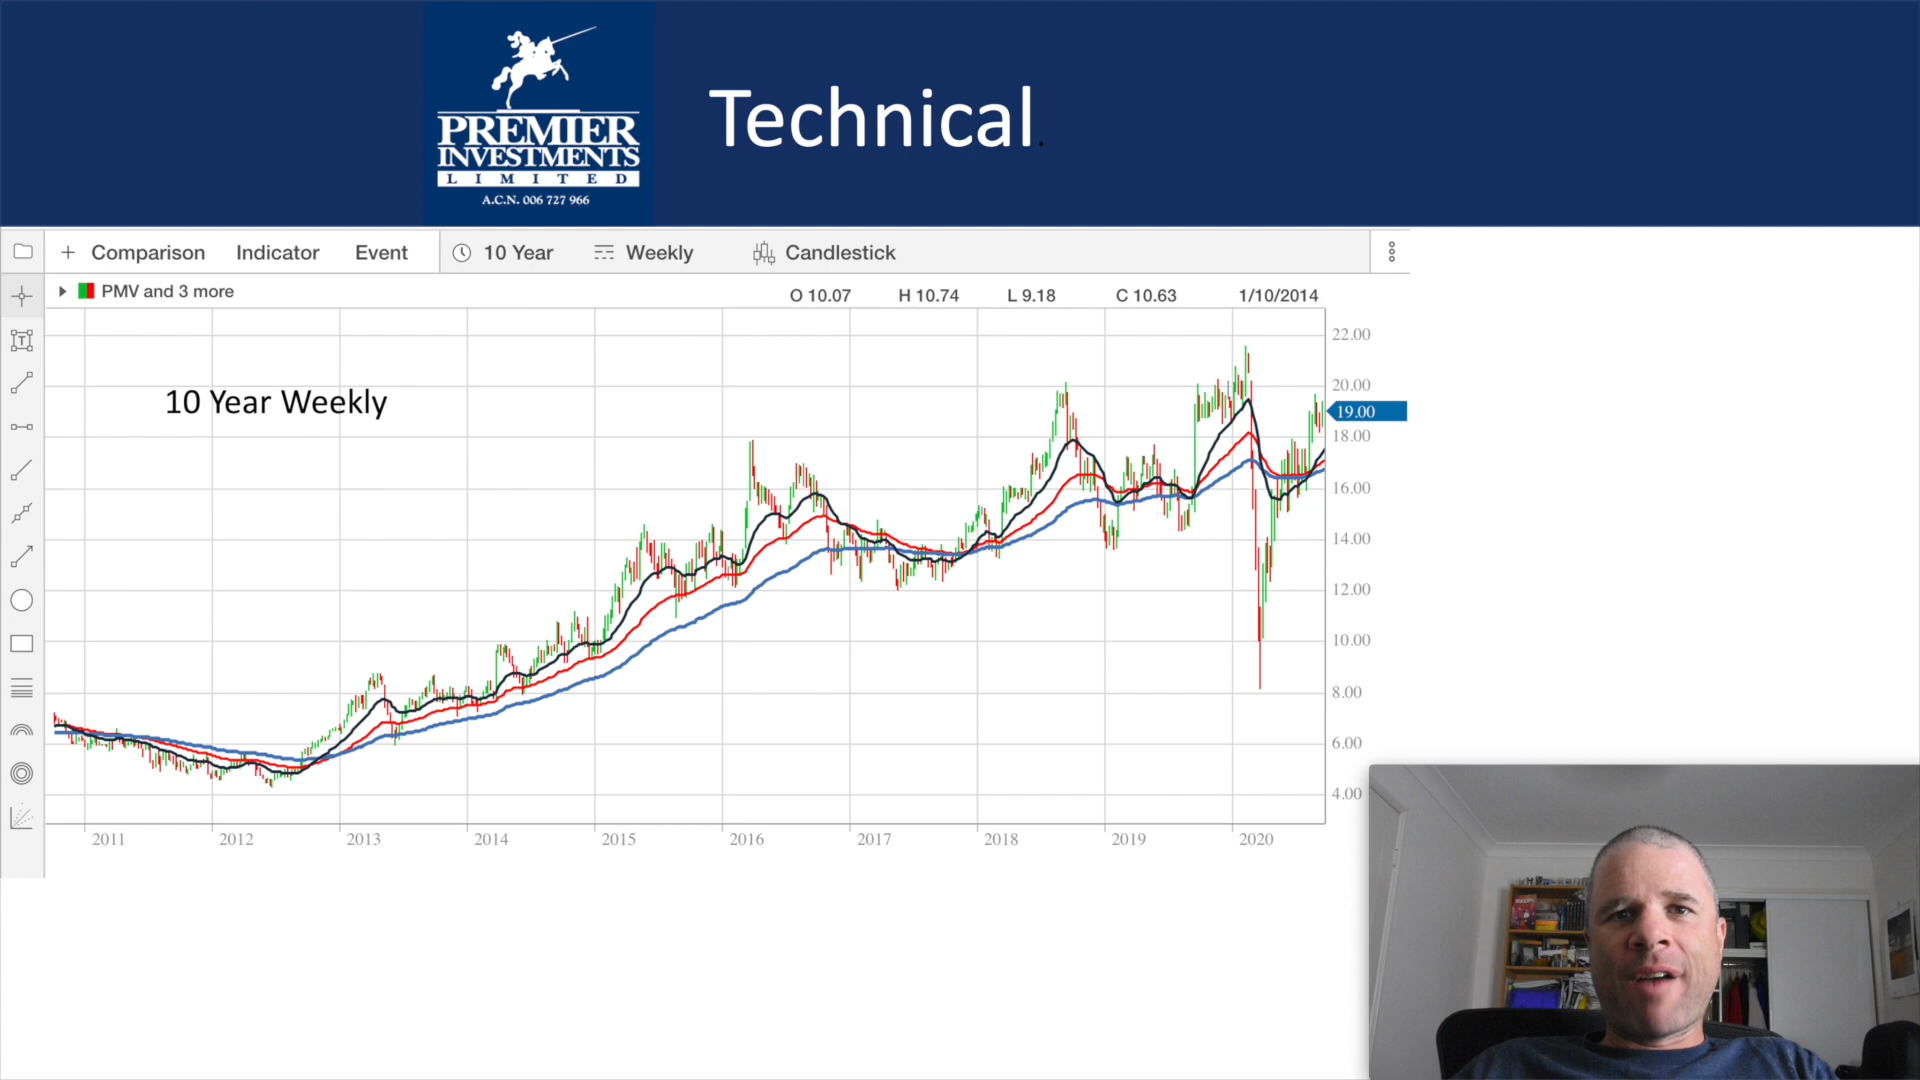 PREMIER
INVESTMENTS
LIMITED
A.C.N. 006 727 966
Technical.
+ Comparison Indicator Event 10 Year Weekly Candlestick
PMV and 3 more O 10.07 H 10.74 L 9.18 C 10.63 1/10/2014
10 Year Weekly
22.00
20.00
19.00
18.00
16.00
14.00
12.00
10.00
8.00
6.00
4.00
2011 2012 2013 2014 2015 2016 2017 2018 2019 2020